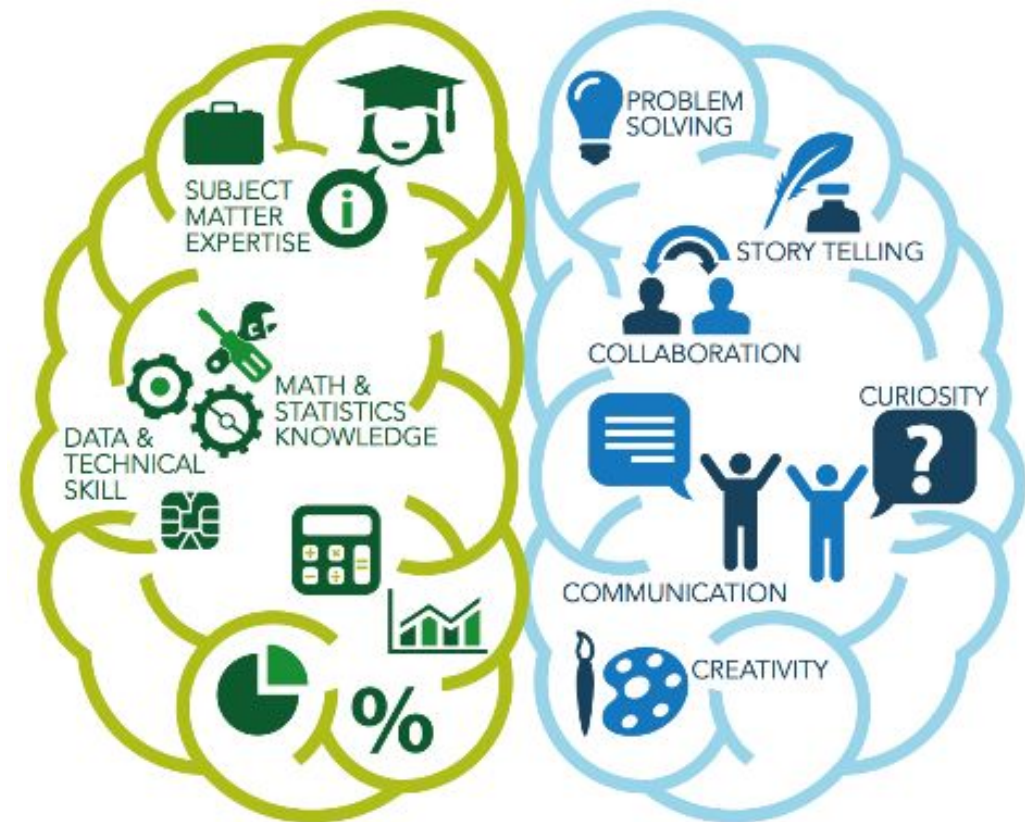 SUBJECT
MATTER
EXPERTISE
i
MATH &
STATISTICS
KNOWLEDGE
DATA &
TECHNICAL
SKILL
+ ×
− ÷ =
%
PROBLEM
SOLVING
STORY TELLING
COLLABORATION
CURIOSITY
?
COMMUNICATION
CREATIVITY